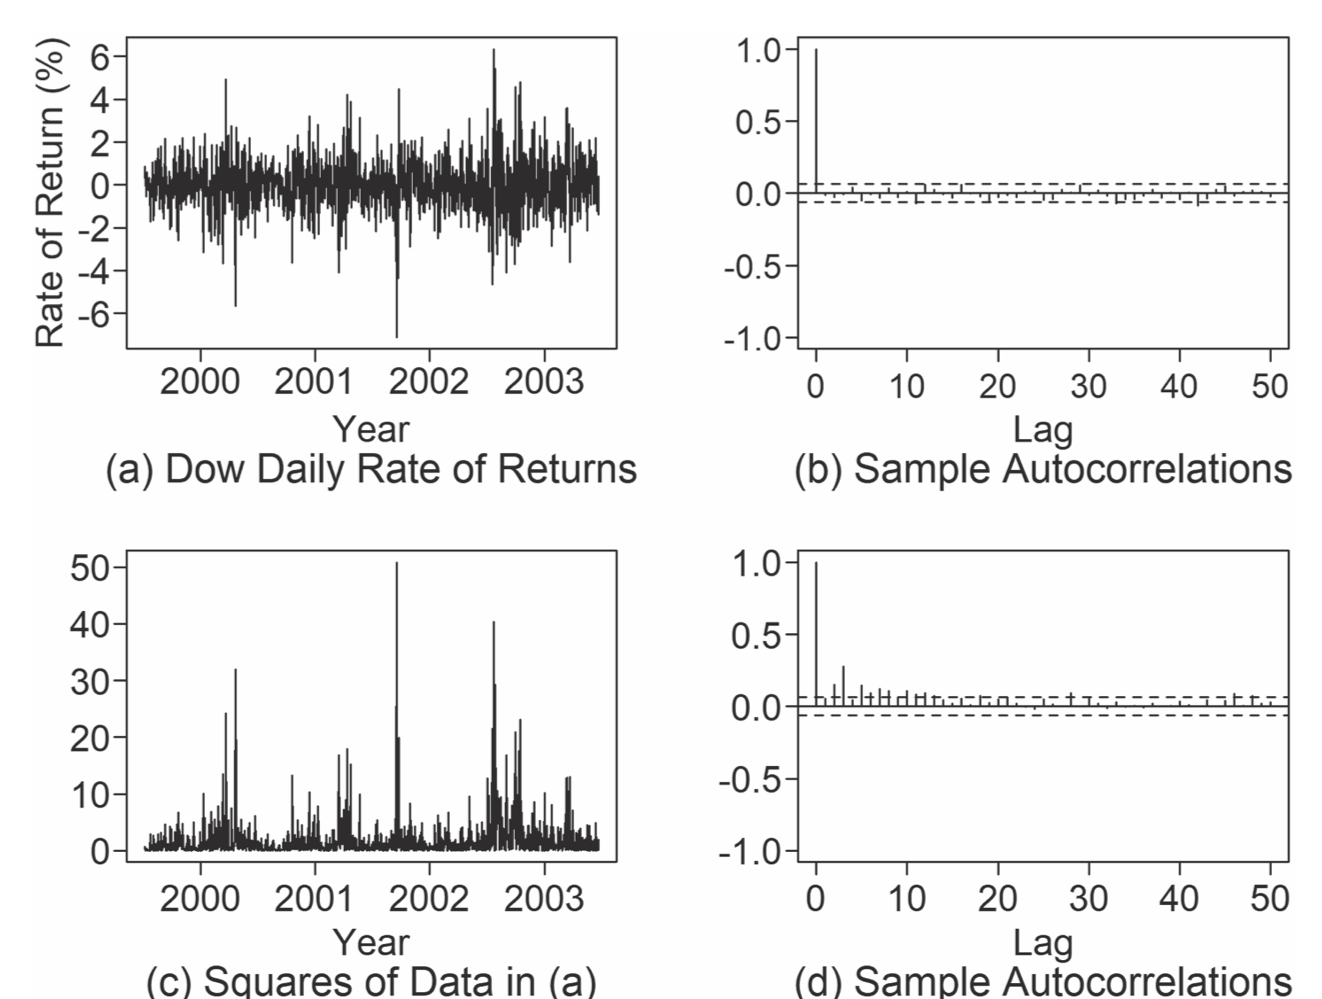 Rate of Return (%)
6
4
2
0
-2
-4
-6
2000 2001 2002 2003
Year
(a) Dow Daily Rate of Returns
1.0
0.5
0.0
-0.5
-1.0
0 10 20 30 40 50
Lag
(b) Sample Autocorrelations
50
40
30
20
10
0
2000 2001 2002 2003
Year
(c) Squares of Data in (a)
1.0
0.5
0.0
-0.5
-1.0
0 10 20 30 40 50
Lag
(d) Sample Autocorrelations